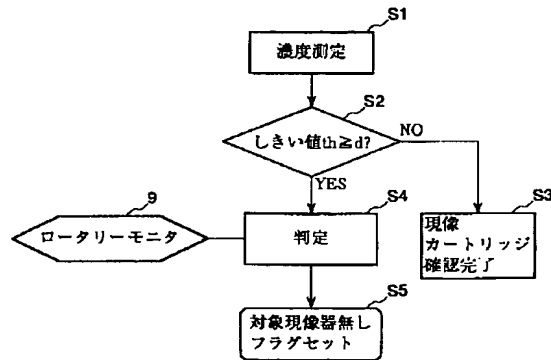 S1
濃度測定
S2
しきい値th≧d?
NO
YES
S4
S3
9
ロータリーモニタ
判定
現像
カートリッジ
確認完了
S5
対象現像器無し
フラグセット